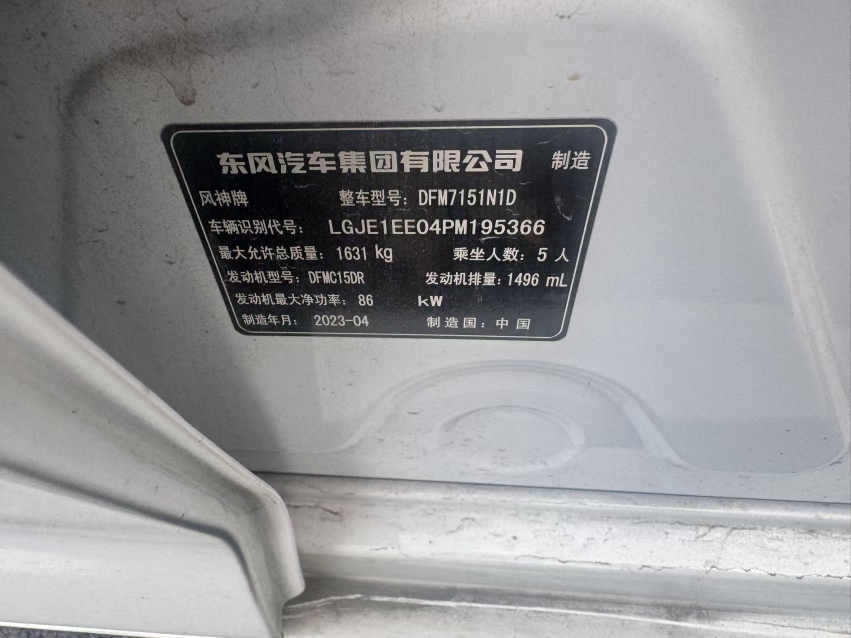 东风汽车集团有限公司 制造
风神牌 整车型号: DFM7151N1D
车辆识别代号: LGJE1EE04PM195366
最大允许总质量: 1631 kg 乘坐人数: 5 人
发动机型号: DFMC15DR 发动机排量: 1496 mL
发动机最大净功率: 86 kW
制造年月: 2023-04 制造国: 中国